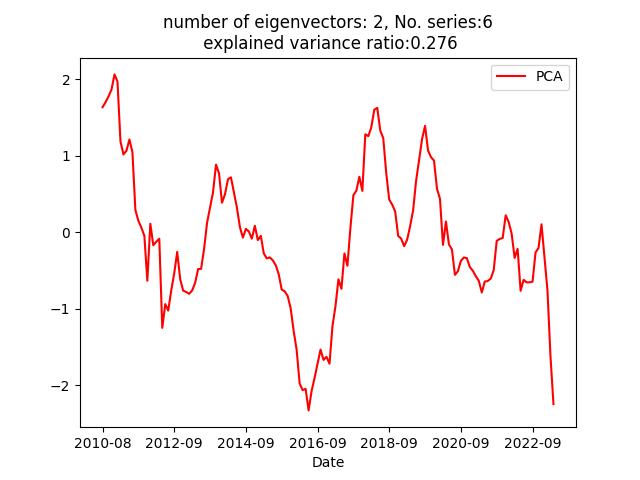 number of eigenvectors: 2, No. series:6
explained variance ratio:0.276
PCA
2
1
0
−1
−2
2010-08 2012-09 2014-09 2016-09 2018-09 2020-09 2022-09
Date